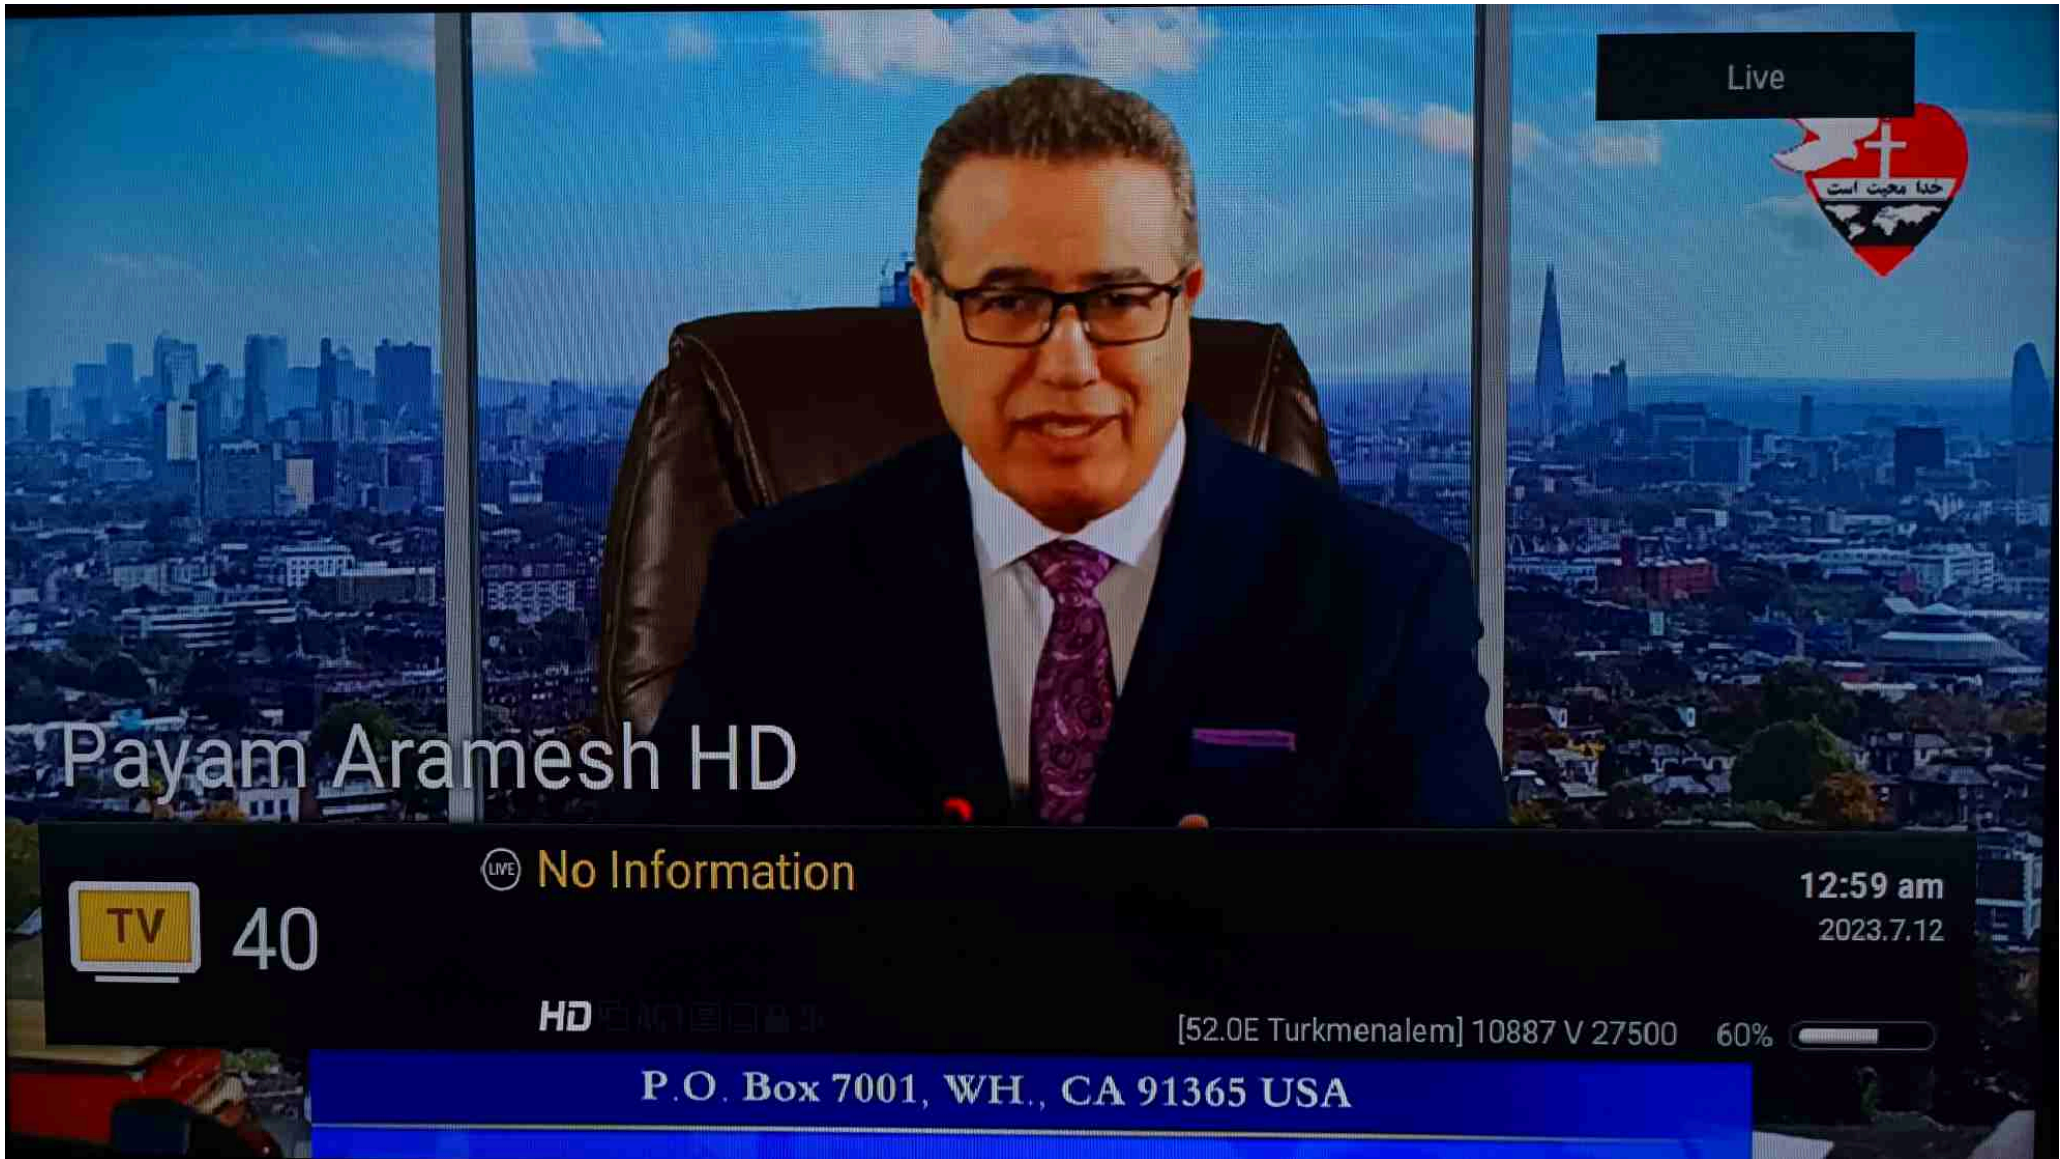 Live
خدا محبت است
Payam Aramesh HD
LIVE No Information
12:59 am
2023.7.12
TV 40
HD
[52.0E Turkmenalem] 10887 V 27500 60%
P.O. Box 7001, WH., CA 91365 USA